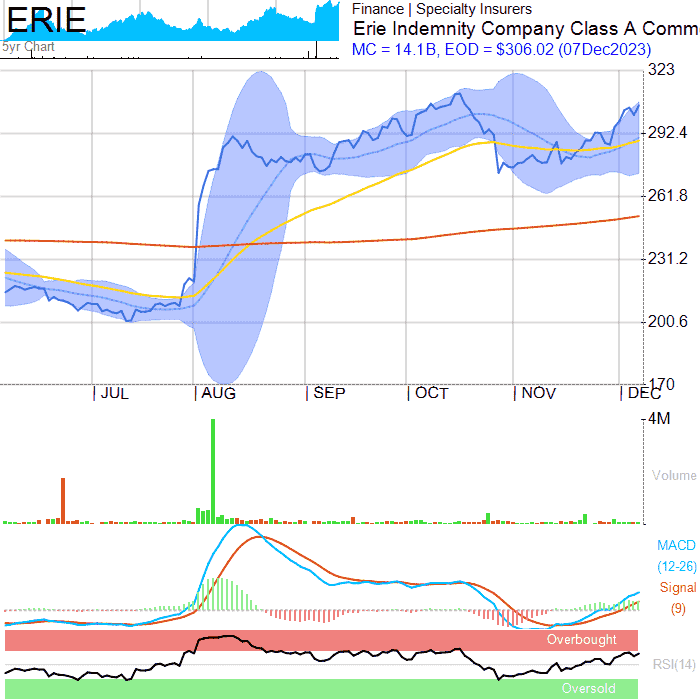 ERIE
5yr Chart
Finance | Specialty Insurers
Erie Indemnity Company Class A Comm
MC = 14.1B, EOD = $306.02 (07Dec2023)
323
292.4
261.8
231.2
200.6
170
JUL AUG SEP OCT NOV DEC
4M
Volume
MACD
(12-26)
Signal
(9)
Overbought
RSI(14)
Oversold